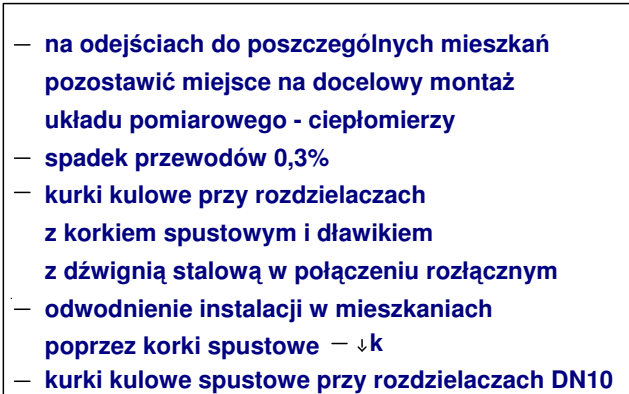 – na odejściach do poszczególnych mieszkań
pozostawić miejsce na docelowy montaż
układu pomiarowego - ciepłomierzy
– spadek przewodów 0,3%
– kurki kulowe przy rozdzielaczach
z korkiem spustowym i dławikiem
z dźwignią stalową w połączeniu rozłącznym
– odwodnienie instalacji w mieszkaniach
poprzez korki spustowe – ↓k
– kurki kulowe spustowe przy rozdzielaczach DN10